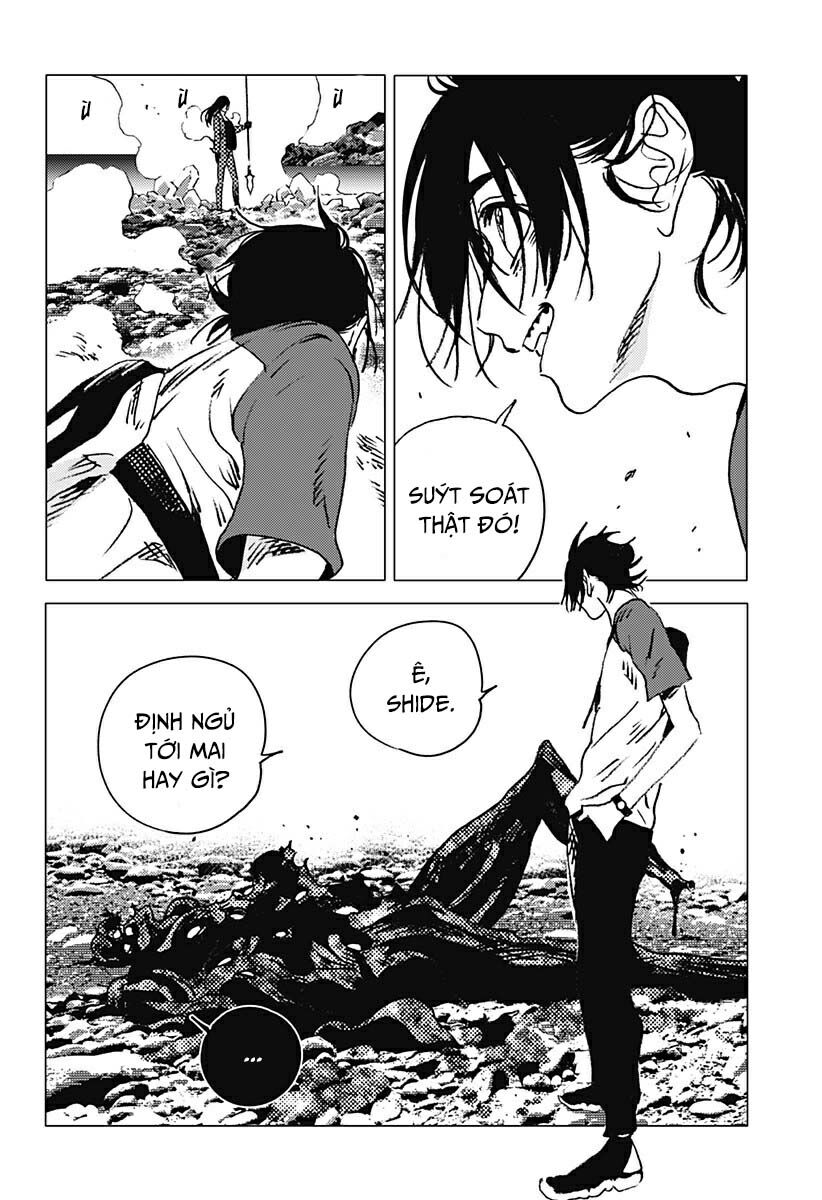 Ừ
Ừ
Ừ
SUÝT SOÁT
THẬT ĐÓ!
Ê,
SHIDE.
ĐỊNH NGỦ
TỚI MAI
HAY GÌ?
...